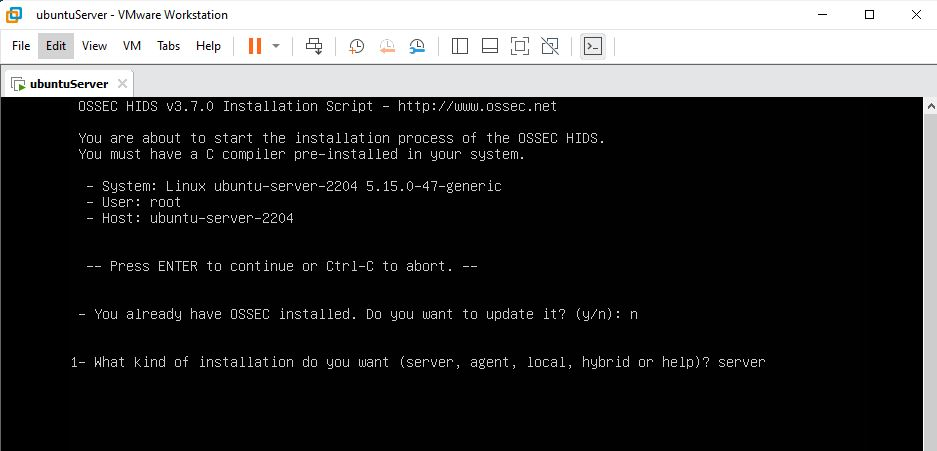 ubuntuServer - VMware Workstation
File Edit View VM Tabs Help
ubuntuServer
OSSEC HIDS v3.7.0 Installation Script - http://www.ossec.net
You are about to start the installation process of the OSSEC HIDS.
You must have a C compiler pre-installed in your system.
- System: Linux ubuntu-server-2204 5.15.0-47-generic
- User: root
- Host: ubuntu-server-2204
-- Press ENTER to continue or Ctrl-C to abort. --
- You already have OSSEC installed. Do you want to update it? (y/n): n
1- What kind of installation do you want (server, agent, local, hybrid or help)? server